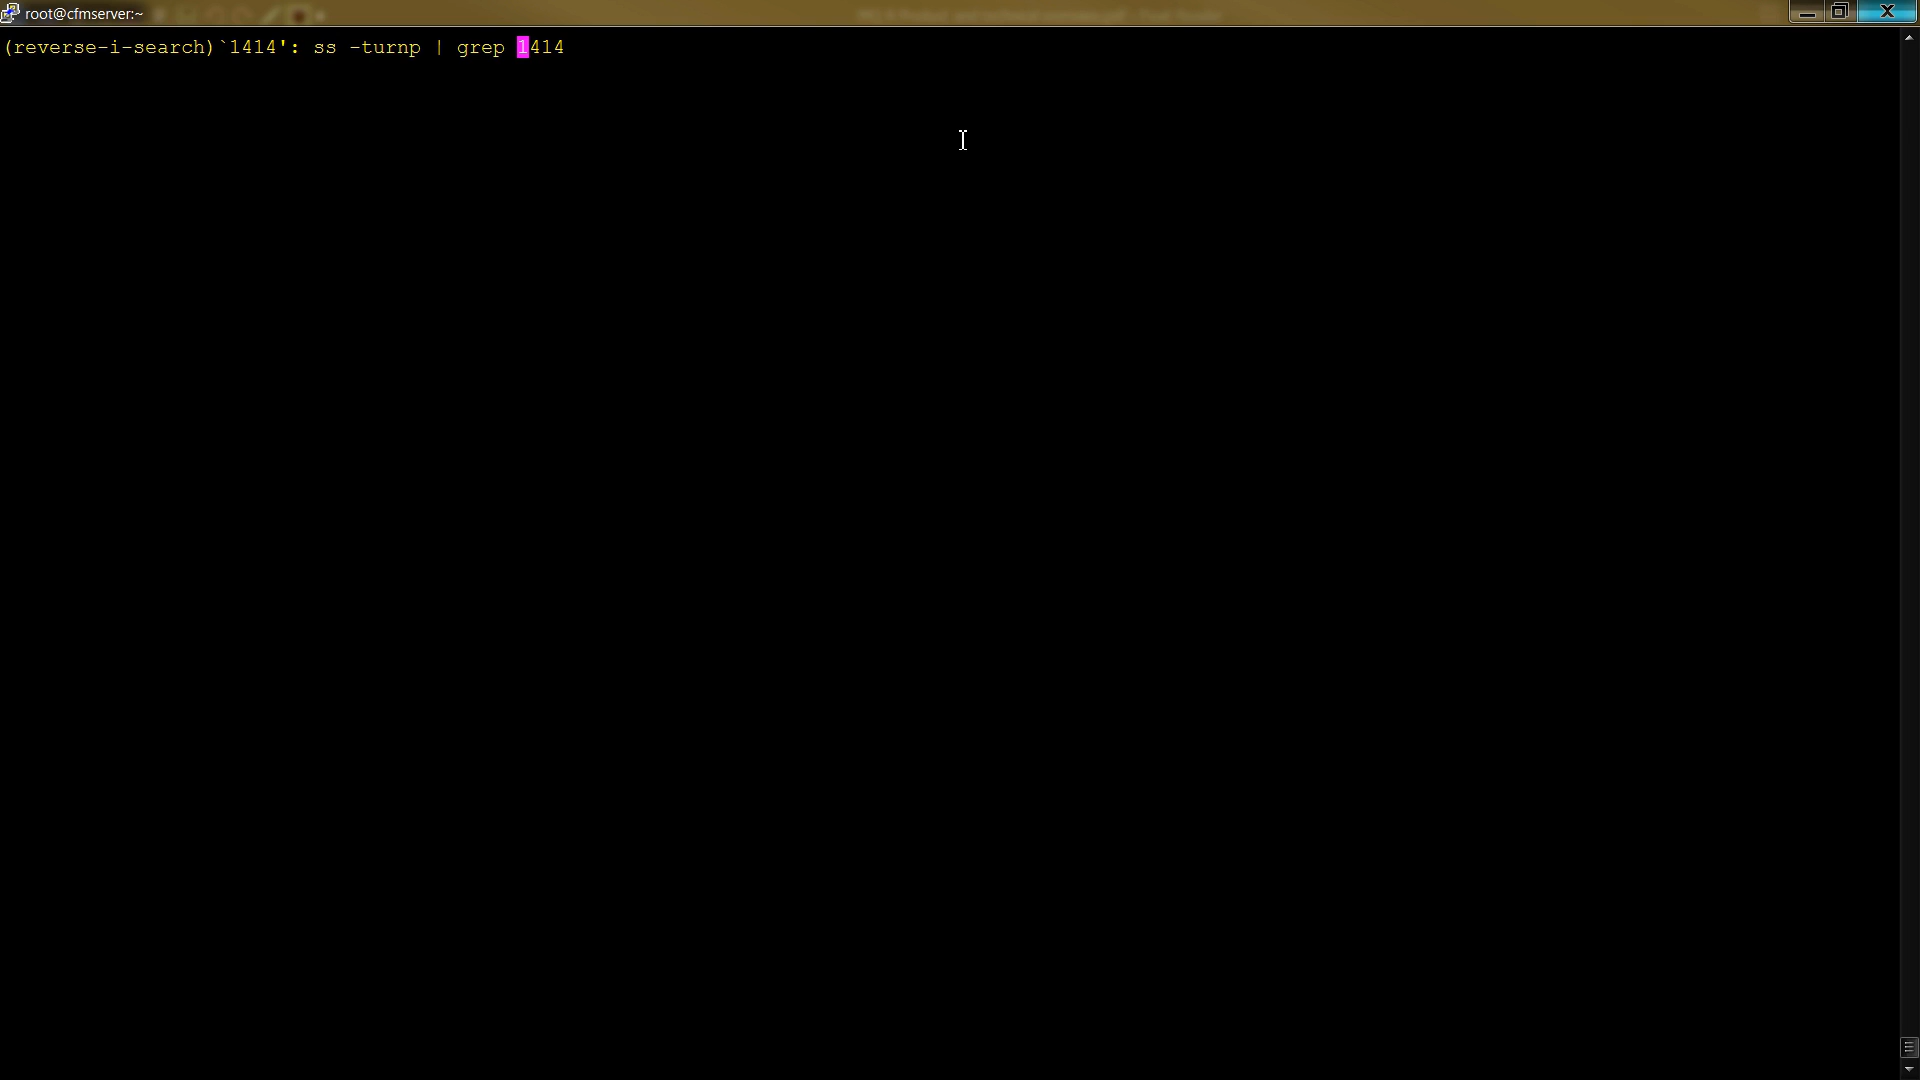 root@cfmserver:~
(reverse-i-search)`1414': ss -turnp | grep 1414